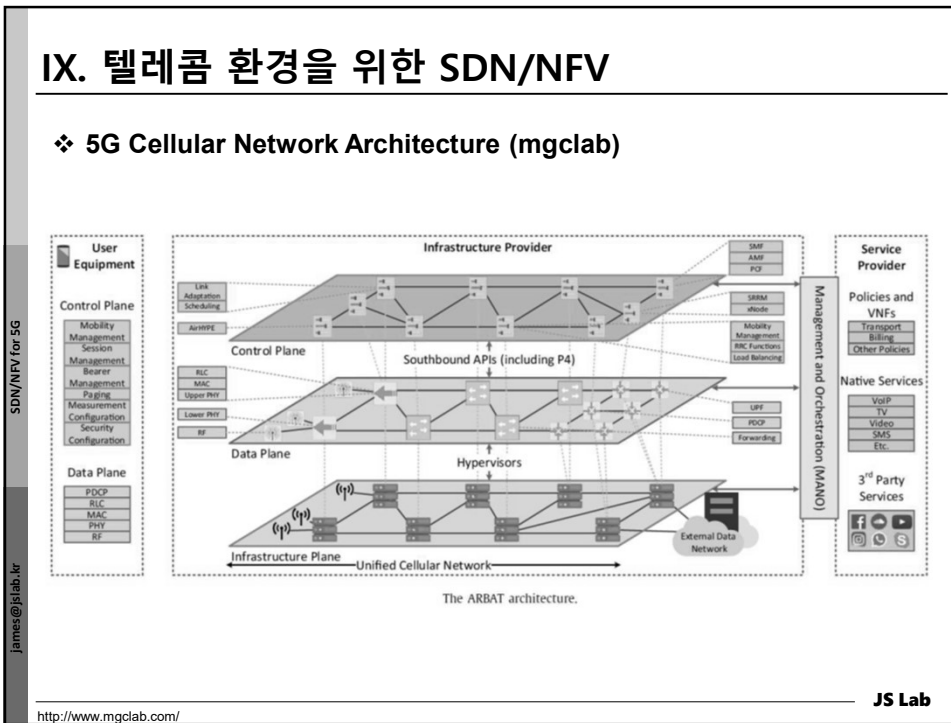 IX. 텔레콤 환경을 위한 SDN/NFV
❖ 5G Cellular Network Architecture (mgclab)
SDN/NFV for 5G
james@jslab.kr
User
Equipment
Control Plane
Mobility
Management
Session
Management
Bearer
Management
Paging
Measurement
Configuration
Security
Configuration
Data Plane
PDCP
RLC
MAC
PHY
RF
Infrastructure Provider
Link
Adaptation
Scheduling
AirHYPE
Control Plane
SMF
AMF
PCF
SRRM
xNode
Mobility
Management
RRC Functions
Load Balancing
Southbound APIs (including P4)
RLC
MAC
Upper PHY
Lower PHY
RF
Data Plane
UPF
PDCP
Forwarding
Hypervisors
Infrastructure Plane
External Data
Network
Unified Cellular Network
Management and Orchestration (MANO)
Service
Provider
Policies and
VNFs
Transport
Billing
Other Policies
Native Services
VoIP
TV
Video
SMS
Etc.
3rd Party
Services
The ARBAT architecture.
JS Lab
http://www.mgclab.com/